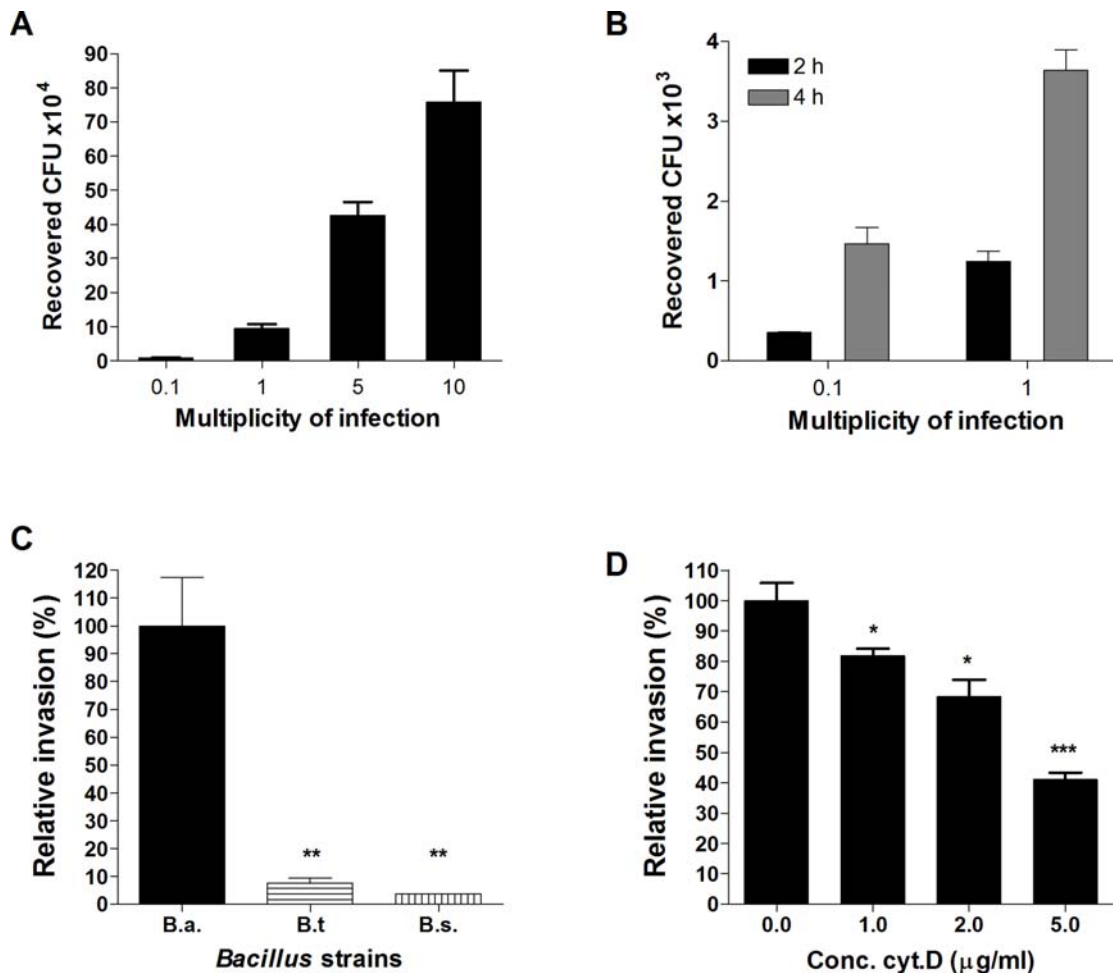 A
Recovered CFU x10⁴
90
80
70
60
50
40
30
20
10
0
0.1 1 5 10
Multiplicity of infection
B
Recovered CFU x10³
4
3
2
1
0
2 h
4 h
0.1 1
Multiplicity of infection
C
Relative invasion (%)
120
110
100
90
80
70
60
50
40
30
20
10
0
** **
B.a. B.t B.s.
Bacillus strains
D
Relative invasion (%)
110
100
90
80
70
60
50
40
30
20
10
0
*
*
***
0.0 1.0 2.0 5.0
Conc. cyt.D (μg/ml)